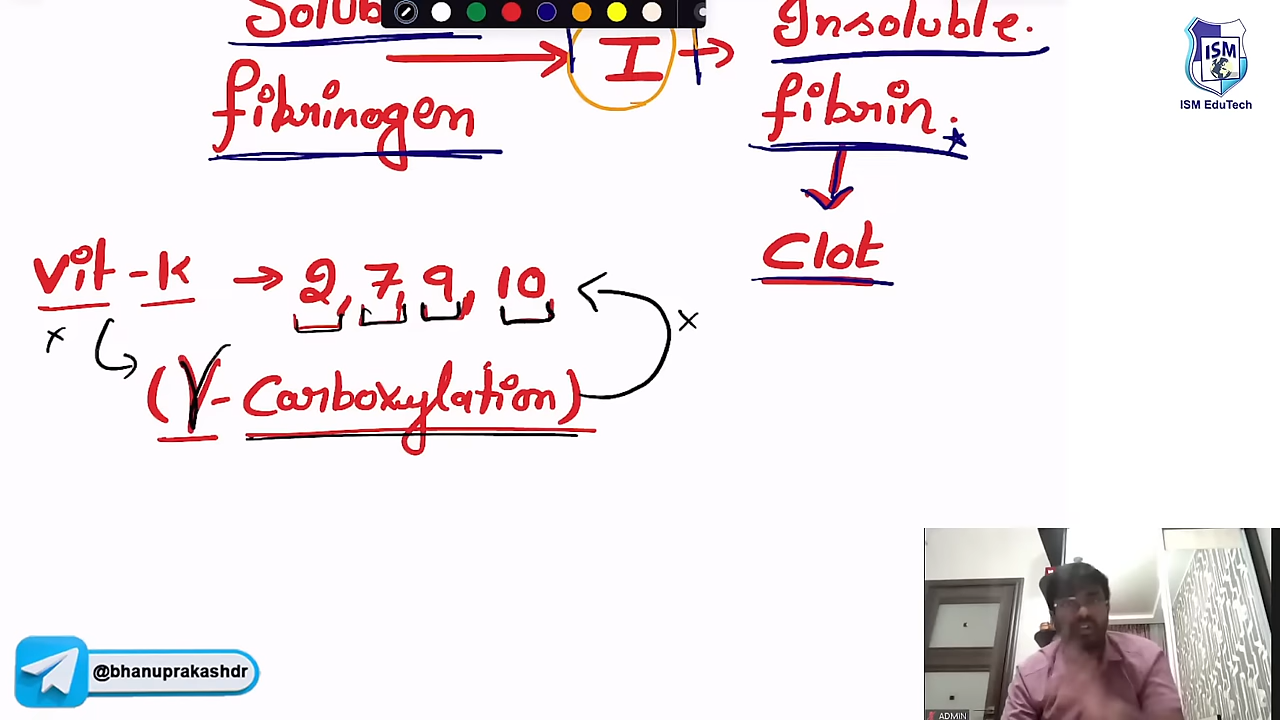 Insoluble.
I
fibrinogen
fibrin.
Clot
ISM
ISM EduTech
vit-k → 2, 7, 9, 10
x
x
(γ-Carboxylation)
@bhanuprakashdr
ADMIN